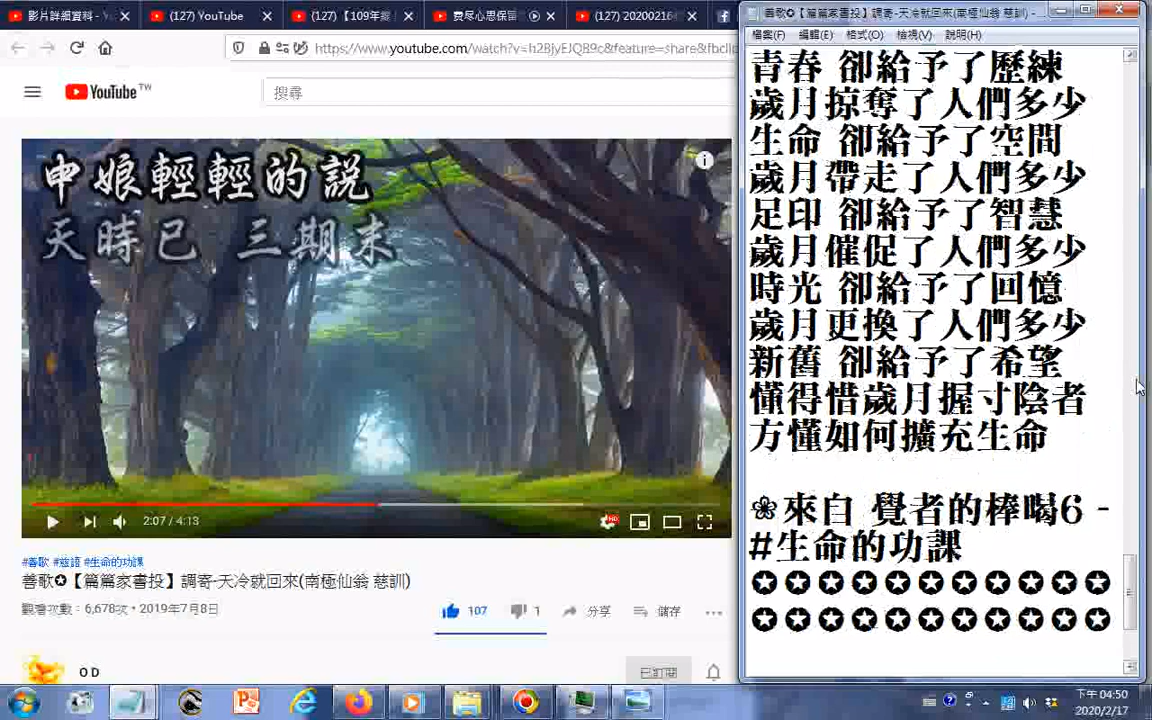 影片詳細資料 - Y
(127) YouTube
(127) 【109年
費尽心思保留
(127) 20200216
善歌✪【篇篇家書投】調寄-天冷就回來(南極仙翁 慈訓) - ...
https://www.youtube.com/watch?v=h28jyEJQ89c&feature=share&fbclip
檔案(F) 編輯(E) 格式(O) 檢視(V) 說明(H)
YouTube TW
搜尋
申娘輕輕的説
天時已 三期末
2:07 / 4:13
HD
#善歌 #慈語 #生命的功課
善歌✪【篇篇家書投】調寄-天冷就回來(南極仙翁 慈訓)
觀看次數：6,678次 • 2019年7月8日
107
1
分享
儲存
O D
已訂閱
青春 卻給予了歷練
歲月掠奪了人們多少
生命 卻給予了空間
歲月帶走了人們多少
足印 卻給予了智慧
歲月催促了人們多少
時光 卻給予了回憶
歲月更換了人們多少
新舊 卻給予了希望
懂得惜歲月握寸陰者
方懂如何擴充生命
❀來自 覺者的棒喝6 -
#生命的功課
✪✪✪✪✪✪✪✪✪✪✪
✪✪✪✪✪✪✪✪✪✪✪
下午 04:50
2020/2/17